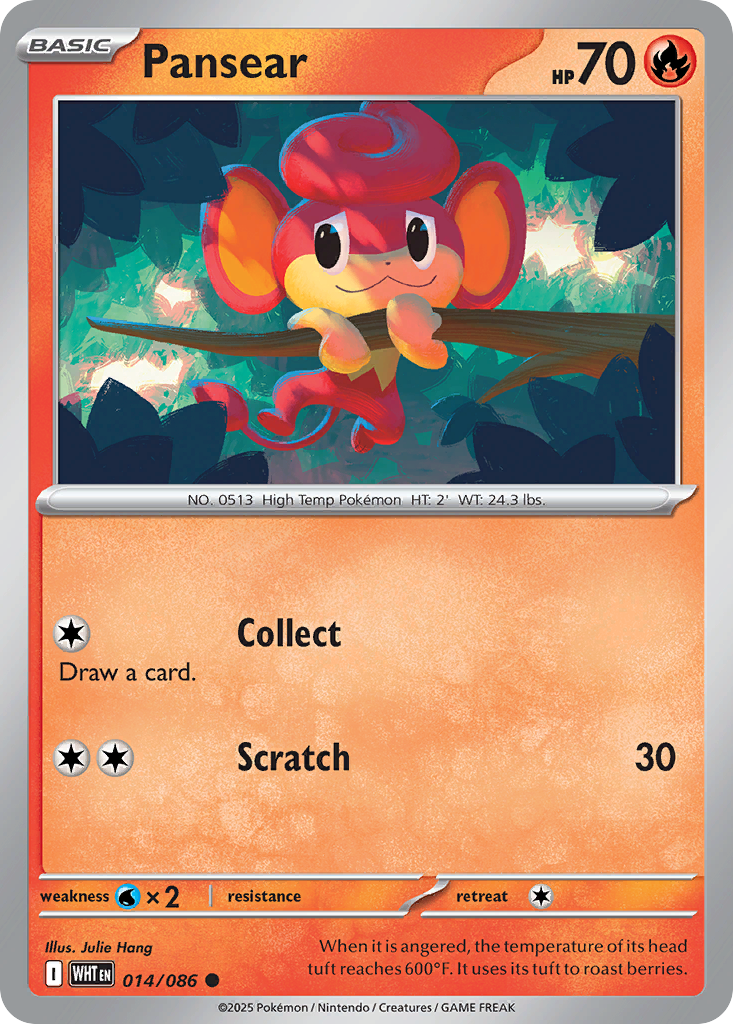 BASIC
Pansear
HP 70
NO. 0513 High Temp Pokémon HT: 2' WT: 24.3 lbs.
Collect
Draw a card.
Scratch 30
weakness ×2 resistance retreat
Illus. Julie Hang
When it is angered, the temperature of its head
tuft reaches 600°F. It uses its tuft to roast berries.
I WHT EN 014/086
©2025 Pokémon / Nintendo / Creatures / GAME FREAK